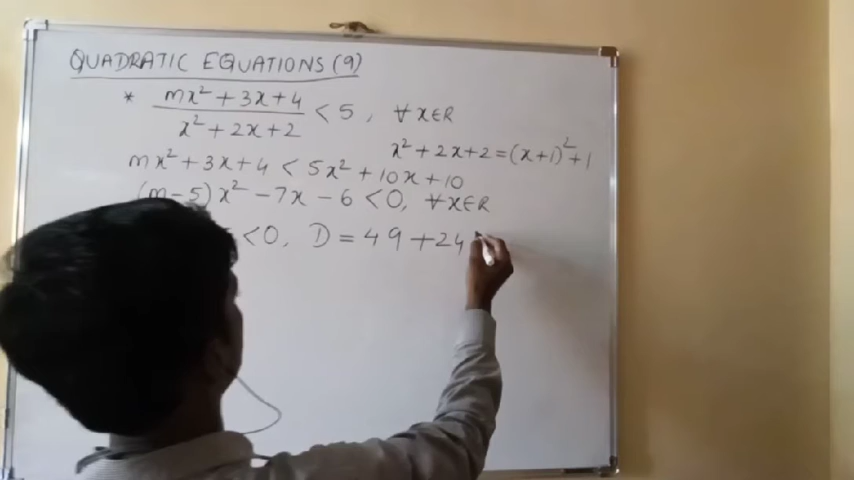 QUADRATIC EQUATIONS (9)
* (mx² + 3x + 4)/(x² + 2x + 2) < 5, ∀ x∈R
x² + 2x + 2 = (x+1)² + 1
mx² + 3x + 4 < 5x² + 10x + 10
(m-5)x² - 7x - 6 < 0, ∀ x∈R
< 0, D = 49 + 24